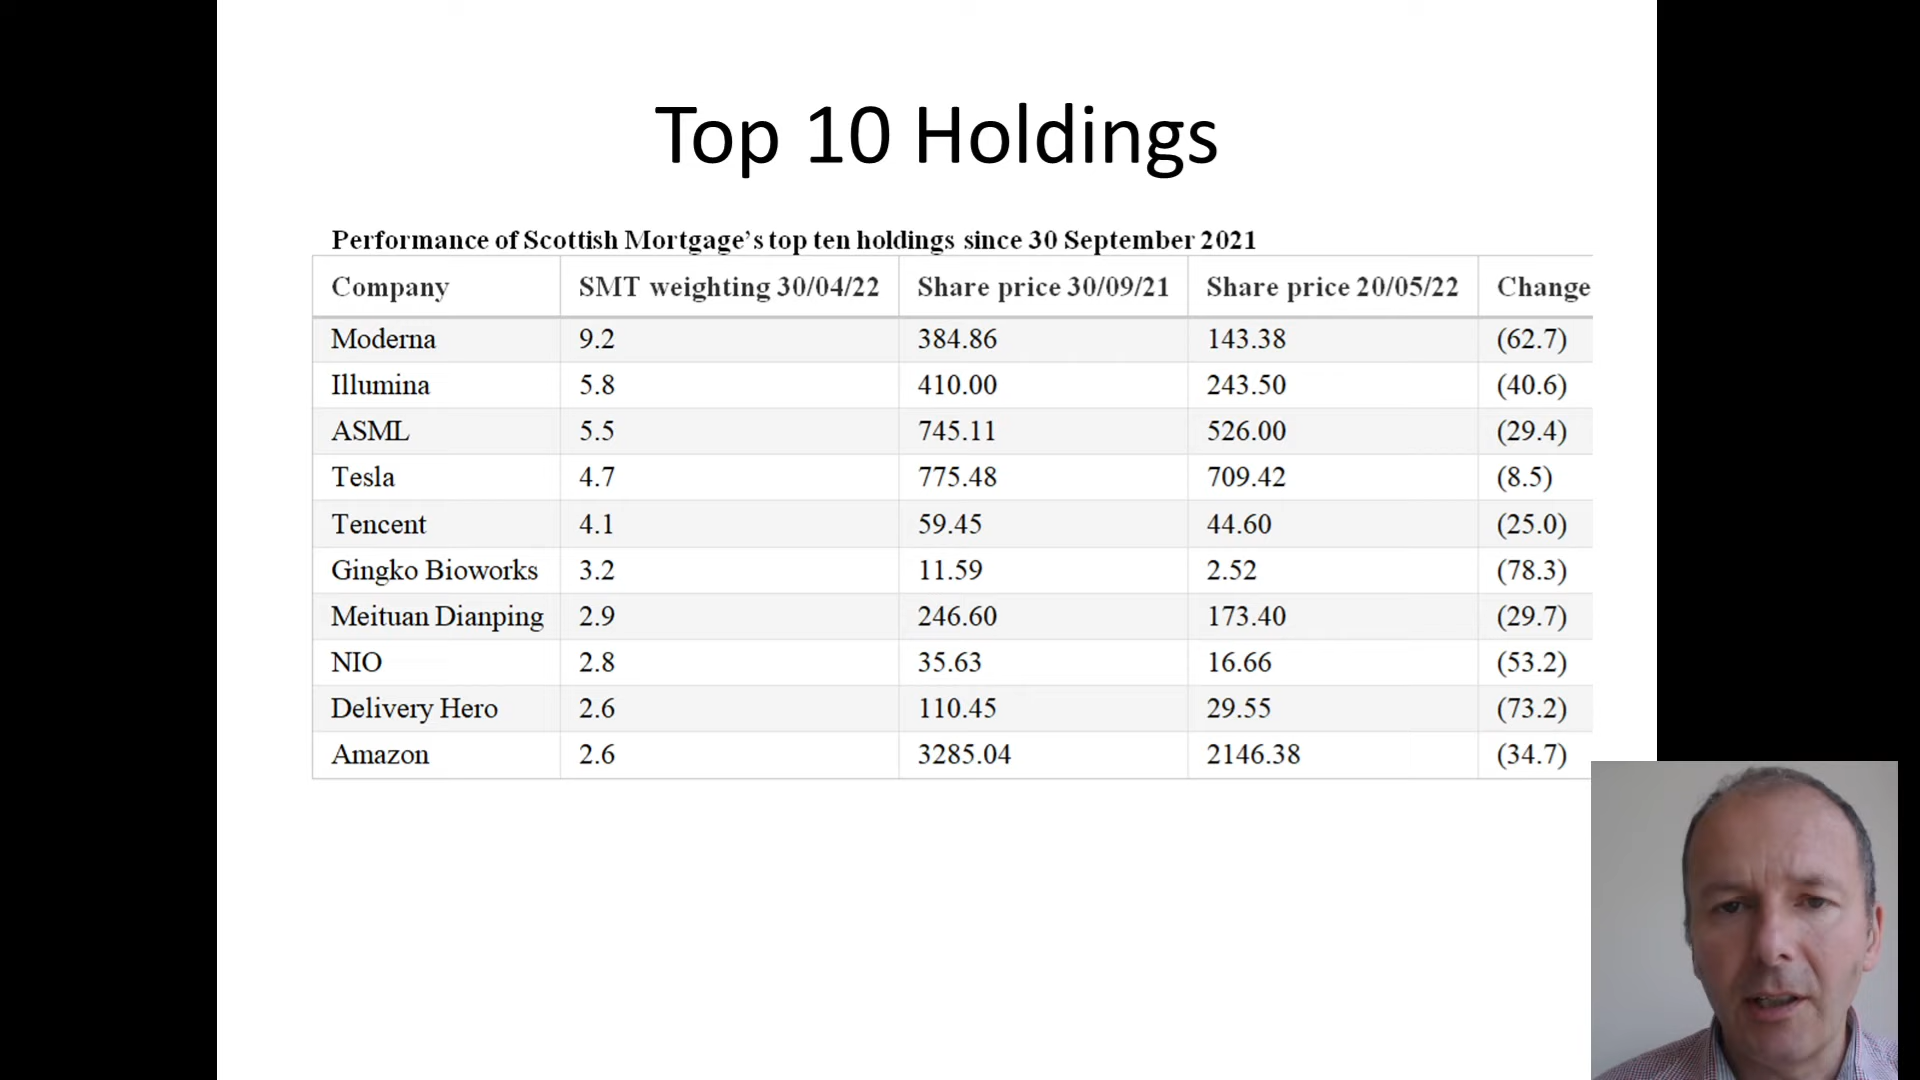 Top 10 Holdings
Performance of Scottish Mortgage's top ten holdings since 30 September 2021
Company SMT weighting 30/04/22 Share price 30/09/21 Share price 20/05/22 Change
Moderna 9.2 384.86 143.38 (62.7)
Illumina 5.8 410.00 243.50 (40.6)
ASML 5.5 745.11 526.00 (29.4)
Tesla 4.7 775.48 709.42 (8.5)
Tencent 4.1 59.45 44.60 (25.0)
Gingko Bioworks 3.2 11.59 2.52 (78.3)
Meituan Dianping 2.9 246.60 173.40 (29.7)
NIO 2.8 35.63 16.66 (53.2)
Delivery Hero 2.6 110.45 29.55 (73.2)
Amazon 2.6 3285.04 2146.38 (34.7)